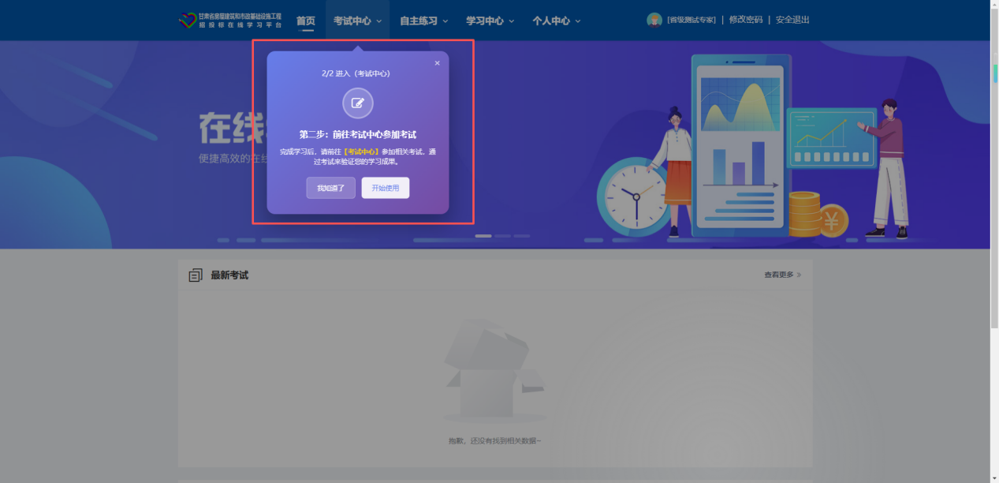 甘肃省房屋建筑和市政基础设施工程
招投标在线学习平台
首页
考试中心
自主练习
学习中心
个人中心
[省级测试专家] | 修改密码 | 安全退出
2/2 进入（考试中心）
第二步：前往考试中心参加考试
完成学习后，请前往【考试中心】参加相关考试，通
过考试来验证您的学习成果。
我知道了
开始使用
在线
便捷高效的在线
最新考试
查看更多 »
抱歉，还没有找到相关数据~